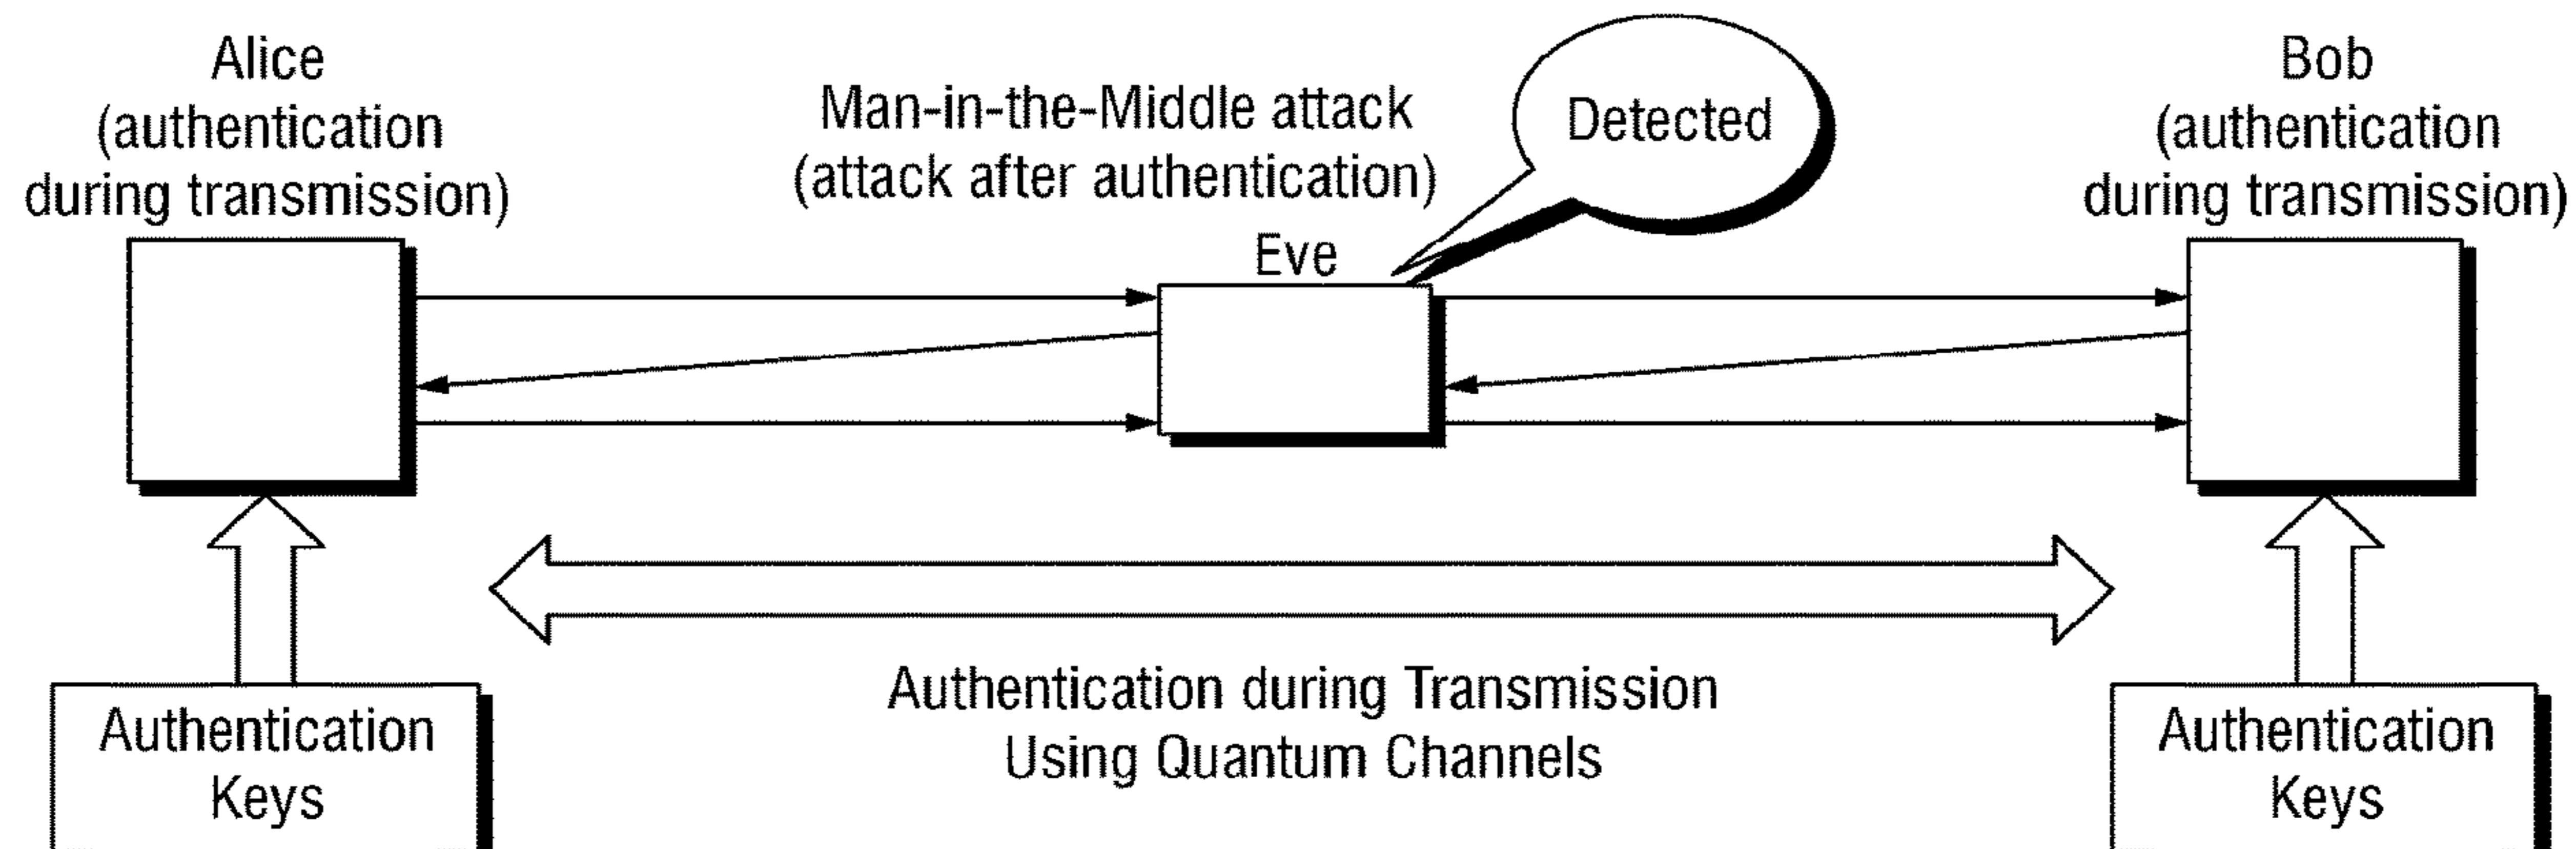 Alice
(authentication
during transmission)
Man-in-the-Middle attack
(attack after authentication)
Detected
Eve
Bob
(authentication
during transmission)
Authentication
Keys
Authentication during Transmission
Using Quantum Channels
Authentication
Keys